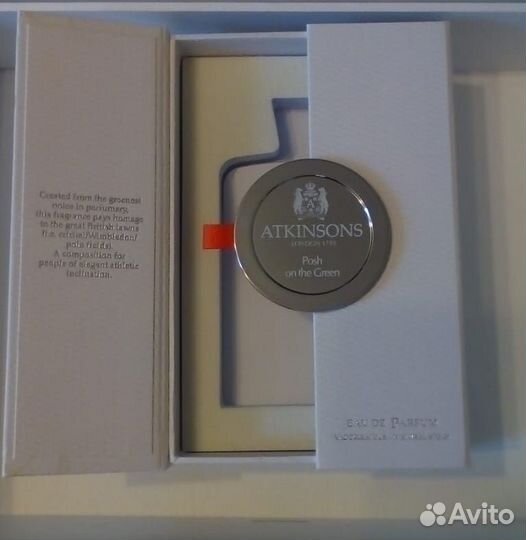 Created from the greenest
notes in perfumery,
this fragrance pays homage
to the great British lawns
(i.e. cricket/Wimbledon/
polo fields).
A composition for
people of elegant athletic
inclination.
ATKINSONS
LONDON 1799
Posh
on the Green
EAU DE PARFUM
Avito